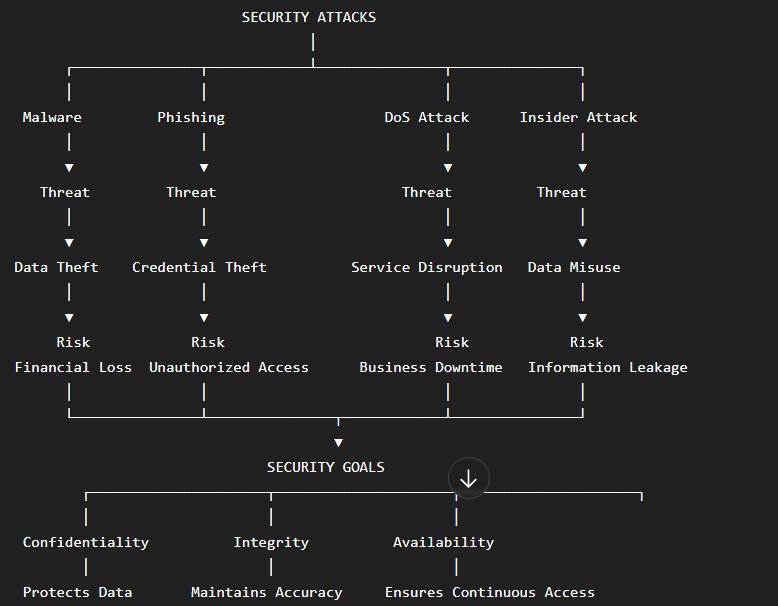 SECURITY ATTACKS
Malware Phishing DoS Attack Insider Attack
Threat Threat Threat Threat
Data Theft Credential Theft Service Disruption Data Misuse
Risk Risk Risk Risk
Financial Loss Unauthorized Access Business Downtime Information Leakage
SECURITY GOALS
Confidentiality Integrity Availability
Protects Data Maintains Accuracy Ensures Continuous Access